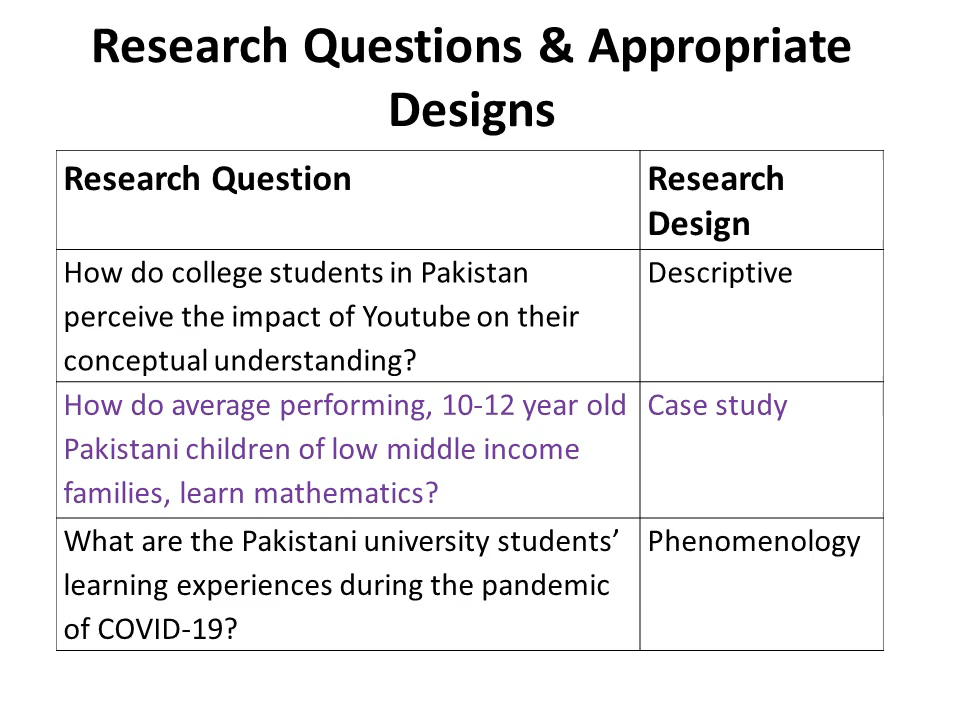 Research Questions & Appropriate
Designs
Research Question
Research
Design
How do college students in Pakistan
perceive the impact of Youtube on their
conceptual understanding?
Descriptive
How do average performing, 10-12 year old
Pakistani children of low middle income
families, learn mathematics?
Case study
What are the Pakistani university students’
learning experiences during the pandemic
of COVID-19?
Phenomenology